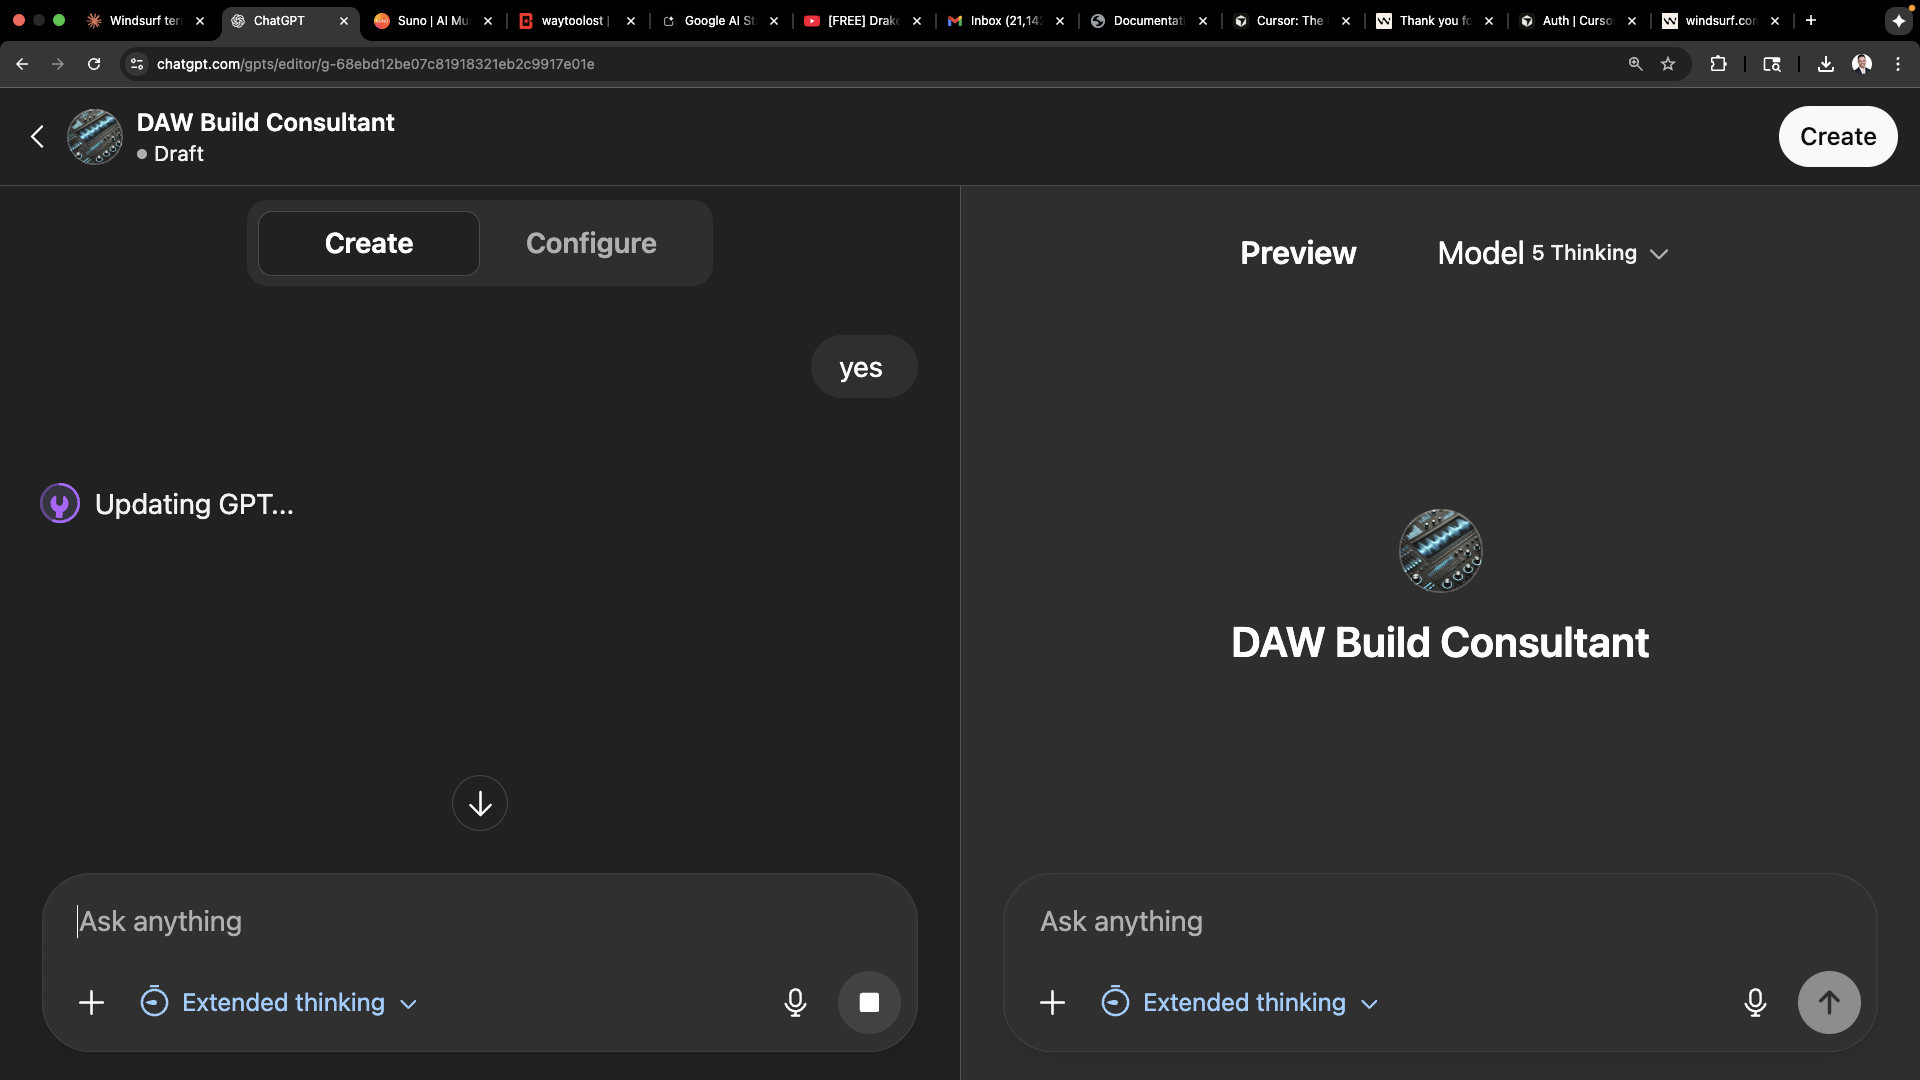 Windsurf ter
ChatGPT
Suno | AI Mu
waytoolost |
Google AI St
[FREE] Drake
Inbox (21,142
Documentati
Cursor: The
Thank you fo
Auth | Curso
windsurf.com
chatgpt.com/gpts/editor/g-68ebd12be07c81918321eb2c9917e01e
DAW Build Consultant
Draft
Create
Create
Configure
Preview
Model 5 Thinking
yes
Updating GPT...
DAW Build Consultant
Ask anything
Extended thinking
Ask anything
Extended thinking